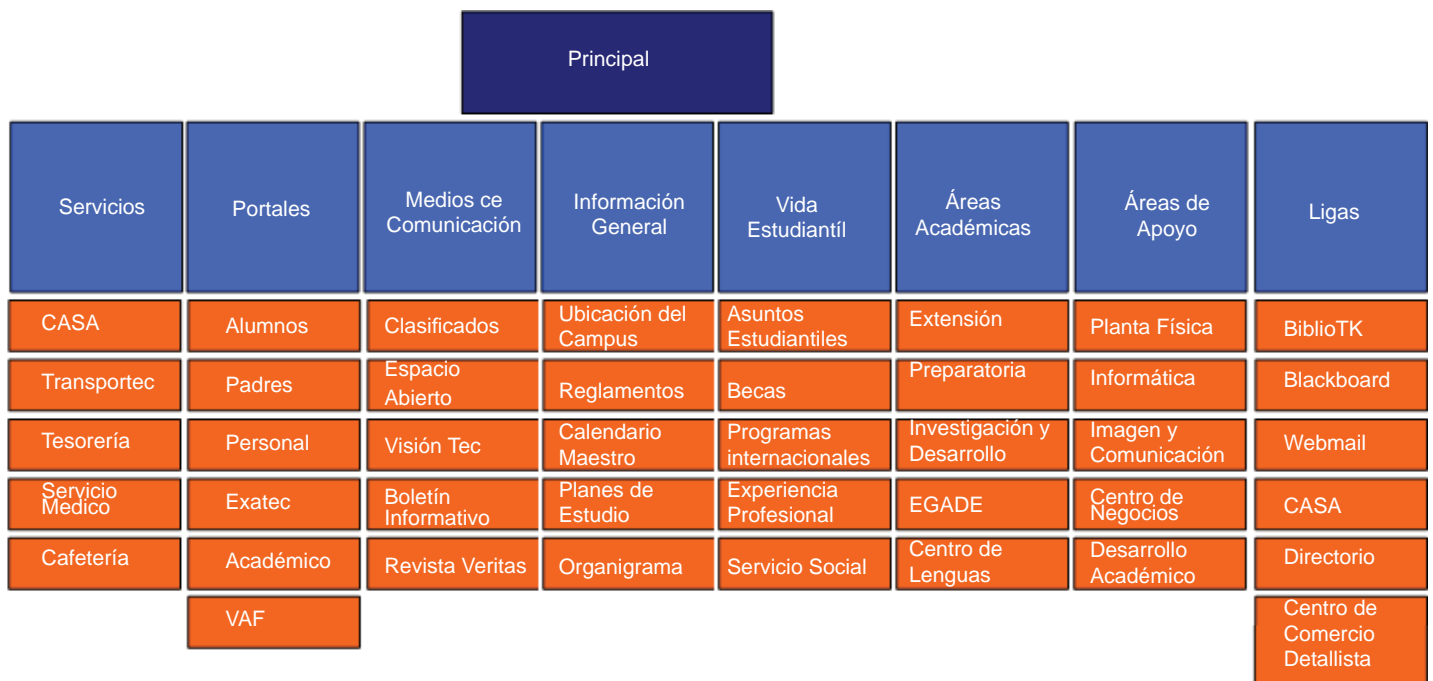 Principal
Servicios
Portales
Medios ce
Comunicación
Información
General
Vida
Estudiantíl
Áreas
Académicas
Áreas de
Apoyo
Ligas
CASA
Alumnos
Clasificados
Ubicación del
Campus
Asuntos
Estudiantiles
Extensión
Planta Física
BiblioTK
Transportec
Padres
Espacio
Abierto
Reglamentos
Becas
Preparatoria
Informática
Blackboard
Tesorería
Personal
Visión Tec
Calendario
Maestro
Programas
internacionales
Investigación y
Desarrollo
Imagen y
Comunicación
Webmail
Servicio
Medico
Exatec
Boletín
Informativo
Planes de
Estudio
Experiencia
Profesional
EGADE
Centro de
Negocios
CASA
Cafetería
Académico
Revista Veritas
Organigrama
Servicio Social
Centro de
Lenguas
Desarrollo
Académico
Directorio
VAF
Centro de
Comercio
Detallista